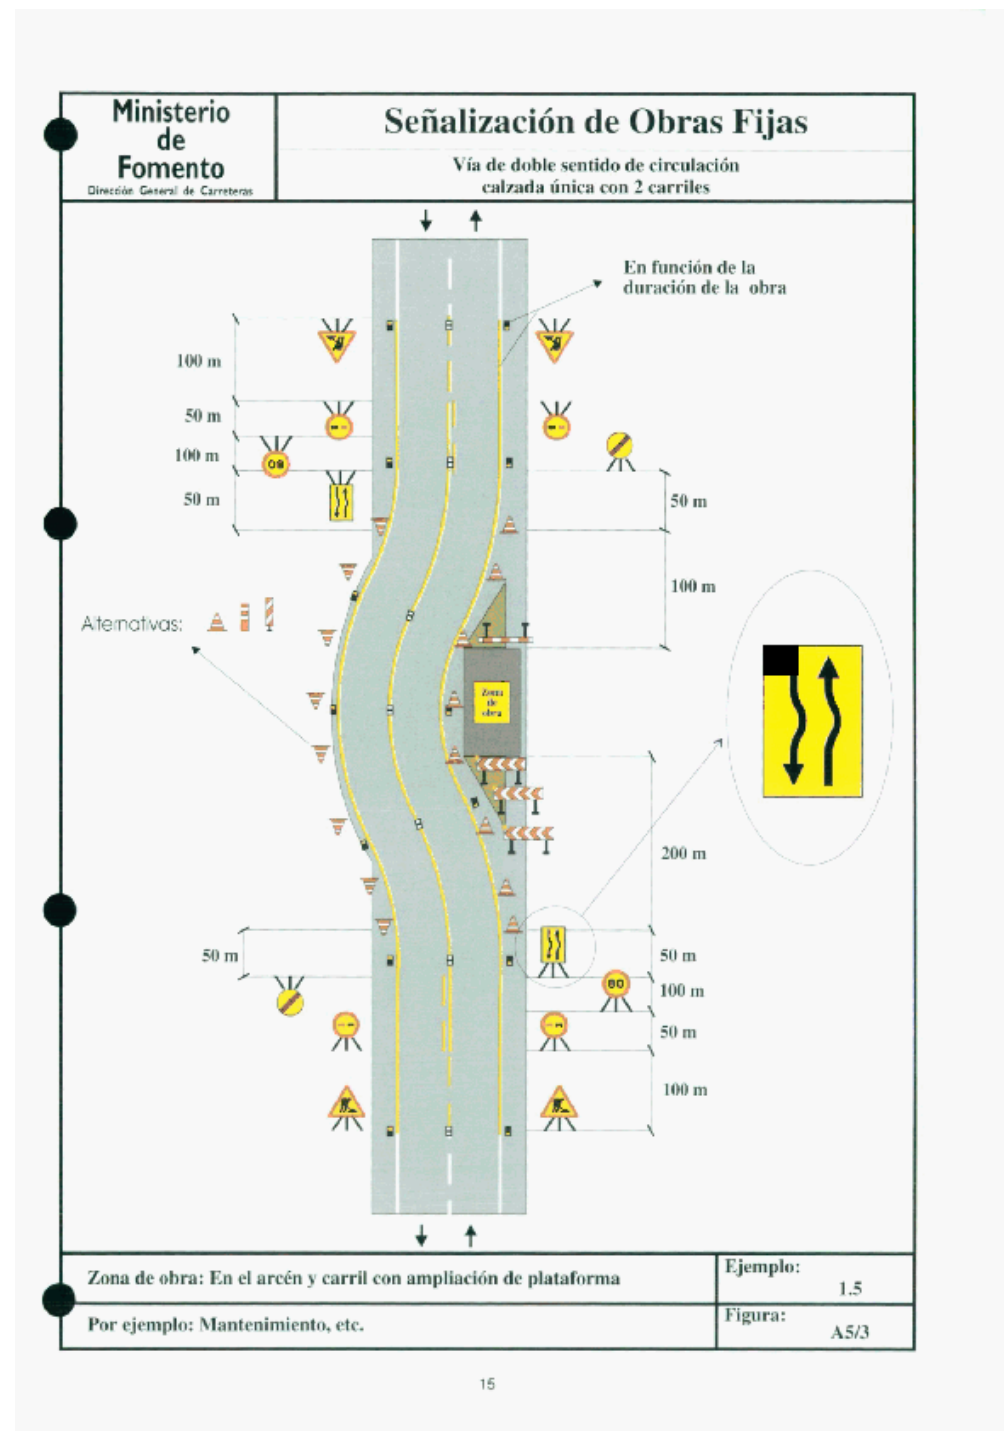 Ministerio
de
Fomento
Dirección General de Carreteras
Señalización de Obras Fijas
Vía de doble sentido de circulación
calzada única con 2 carriles
En función de la
duración de la obra
100 m
50 m
100 m
80
50 m
50 m
100 m
Alternativas:
Zona
de
obra
200 m
50 m
50 m
80
100 m
50 m
100 m
Zona de obra: En el arcén y carril con ampliación de plataforma
Ejemplo:
1.5
Por ejemplo: Mantenimiento, etc.
Figura:
A5/3
15